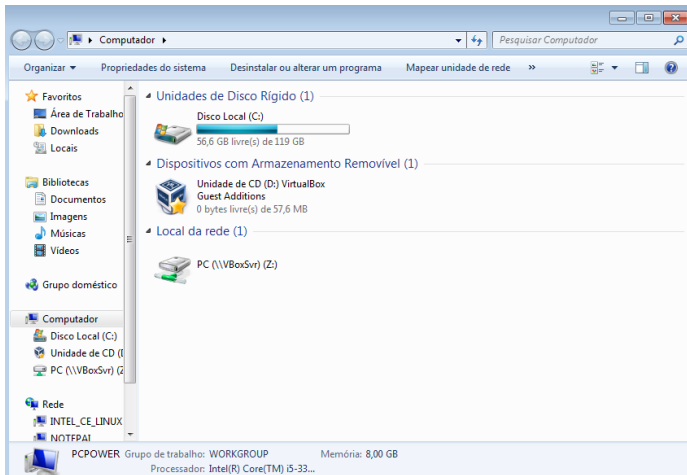 Computador
Pesquisar Computador
Organizar
Propriedades do sistema
Desinstalar ou alterar um programa
Mapear unidade de rede
»
Favoritos
Área de Trabalho
Downloads
Locais
Bibliotecas
Documentos
Imagens
Músicas
Vídeos
Grupo doméstico
Computador
Disco Local (C:)
Unidade de CD (D
PC (\\VBoxSvr) (Z
Rede
INTEL_CE_LINUX
NOTEPAI
Unidades de Disco Rígido (1)
Disco Local (C:)
56,6 GB livre(s) de 119 GB
Dispositivos com Armazenamento Removível (1)
Unidade de CD (D:) VirtualBox
Guest Additions
0 bytes livre(s) de 57,6 MB
Local da rede (1)
PC (\\VBoxSvr) (Z:)
PCPOWER Grupo de trabalho: WORKGROUP Memória: 8,00 GB
Processador: Intel(R) Core(TM) i5-33...